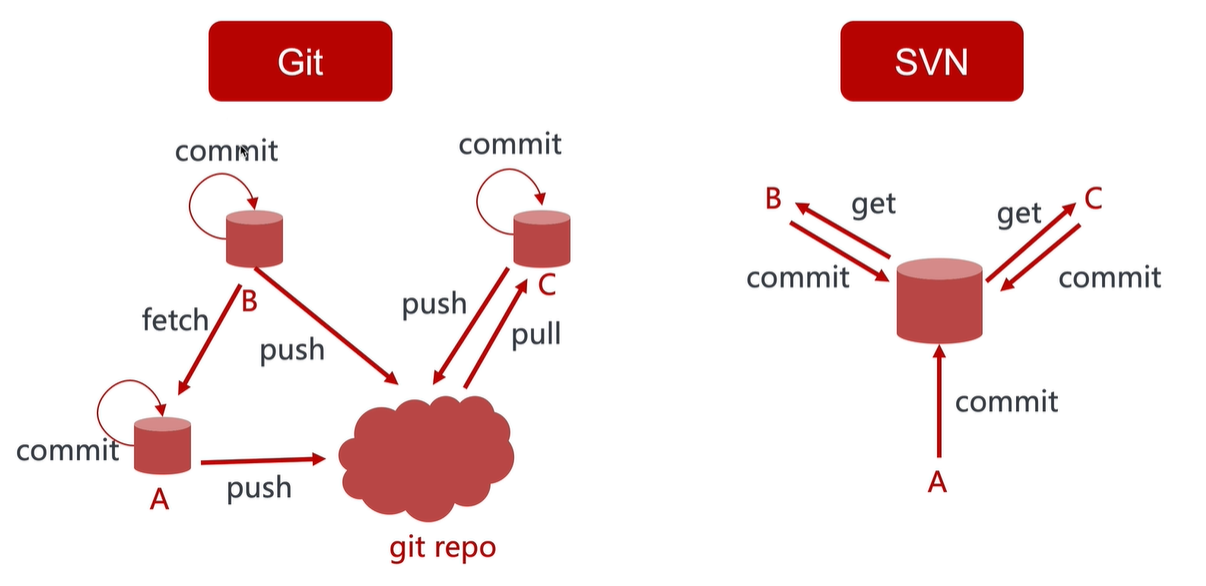 Git
SVN
commit
commit
B
get
get
C
commit
commit
fetch
B
push
push
C
pull
commit
A
push
git repo
commit
A